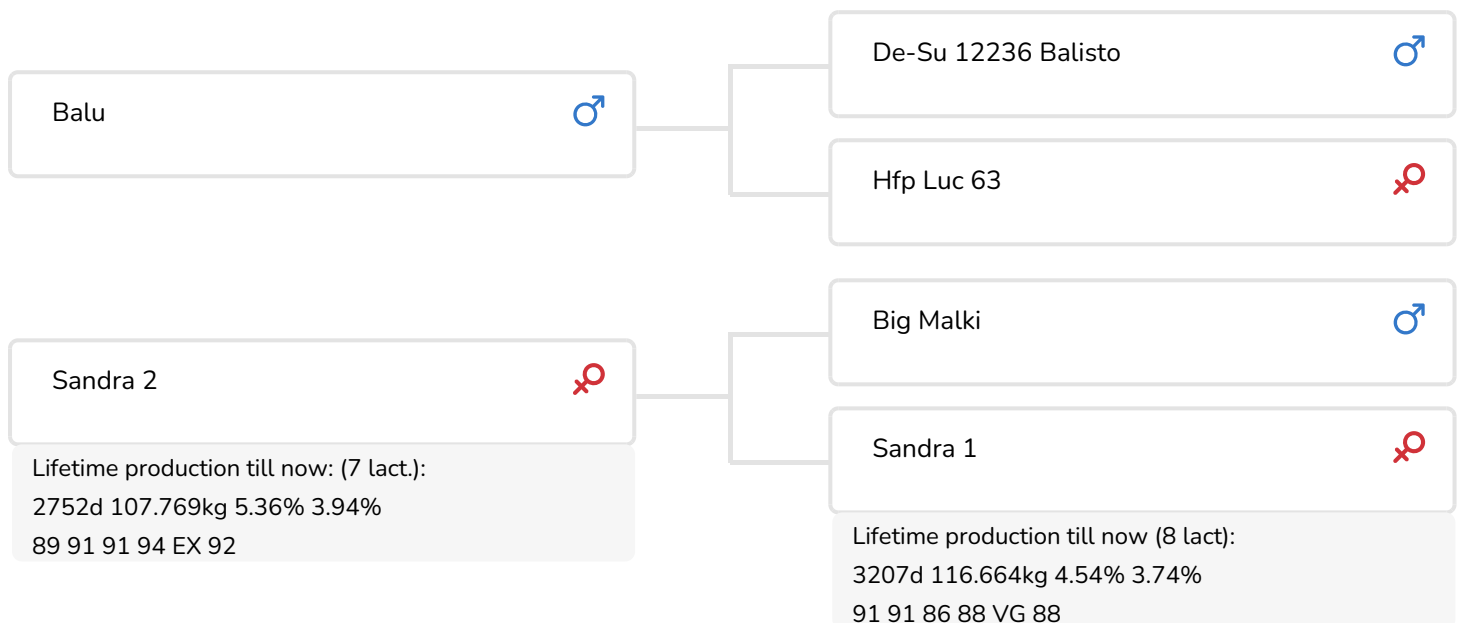 Balu
De-Su 12236 Balisto
Hfp Luc 63
Sandra 2
Lifetime production till now: (7 lact.):
2752d 107.769kg 5.36% 3.94%
89 91 91 94 EX 92
Big Malki
Sandra 1
Lifetime production till now (8 lact):
3207d 116.664kg 4.54% 3.74%
91 91 86 88 VG 88